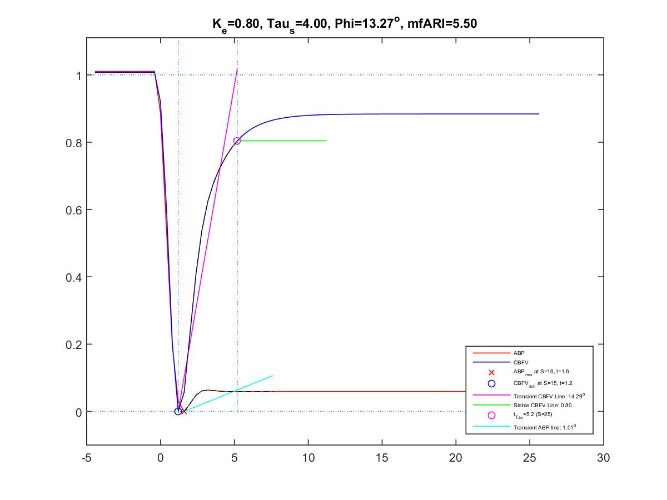 K_e=0.80, Tau_s=4.00, Phi=13.27°, mfARI=5.50
1
0.8
0.6
0.4
0.2
0
-5
0
5
10
15
20
25
30
ABP
CBFV
ABP_min at S=16, t=1.6
CBFV_min at S=15, t=1.2
Transient CBFV Line: 14.29°
Stable CBFV Line: 0.80
t_Tau=5.2 (S=25)
Transient ABP line: 1.01°